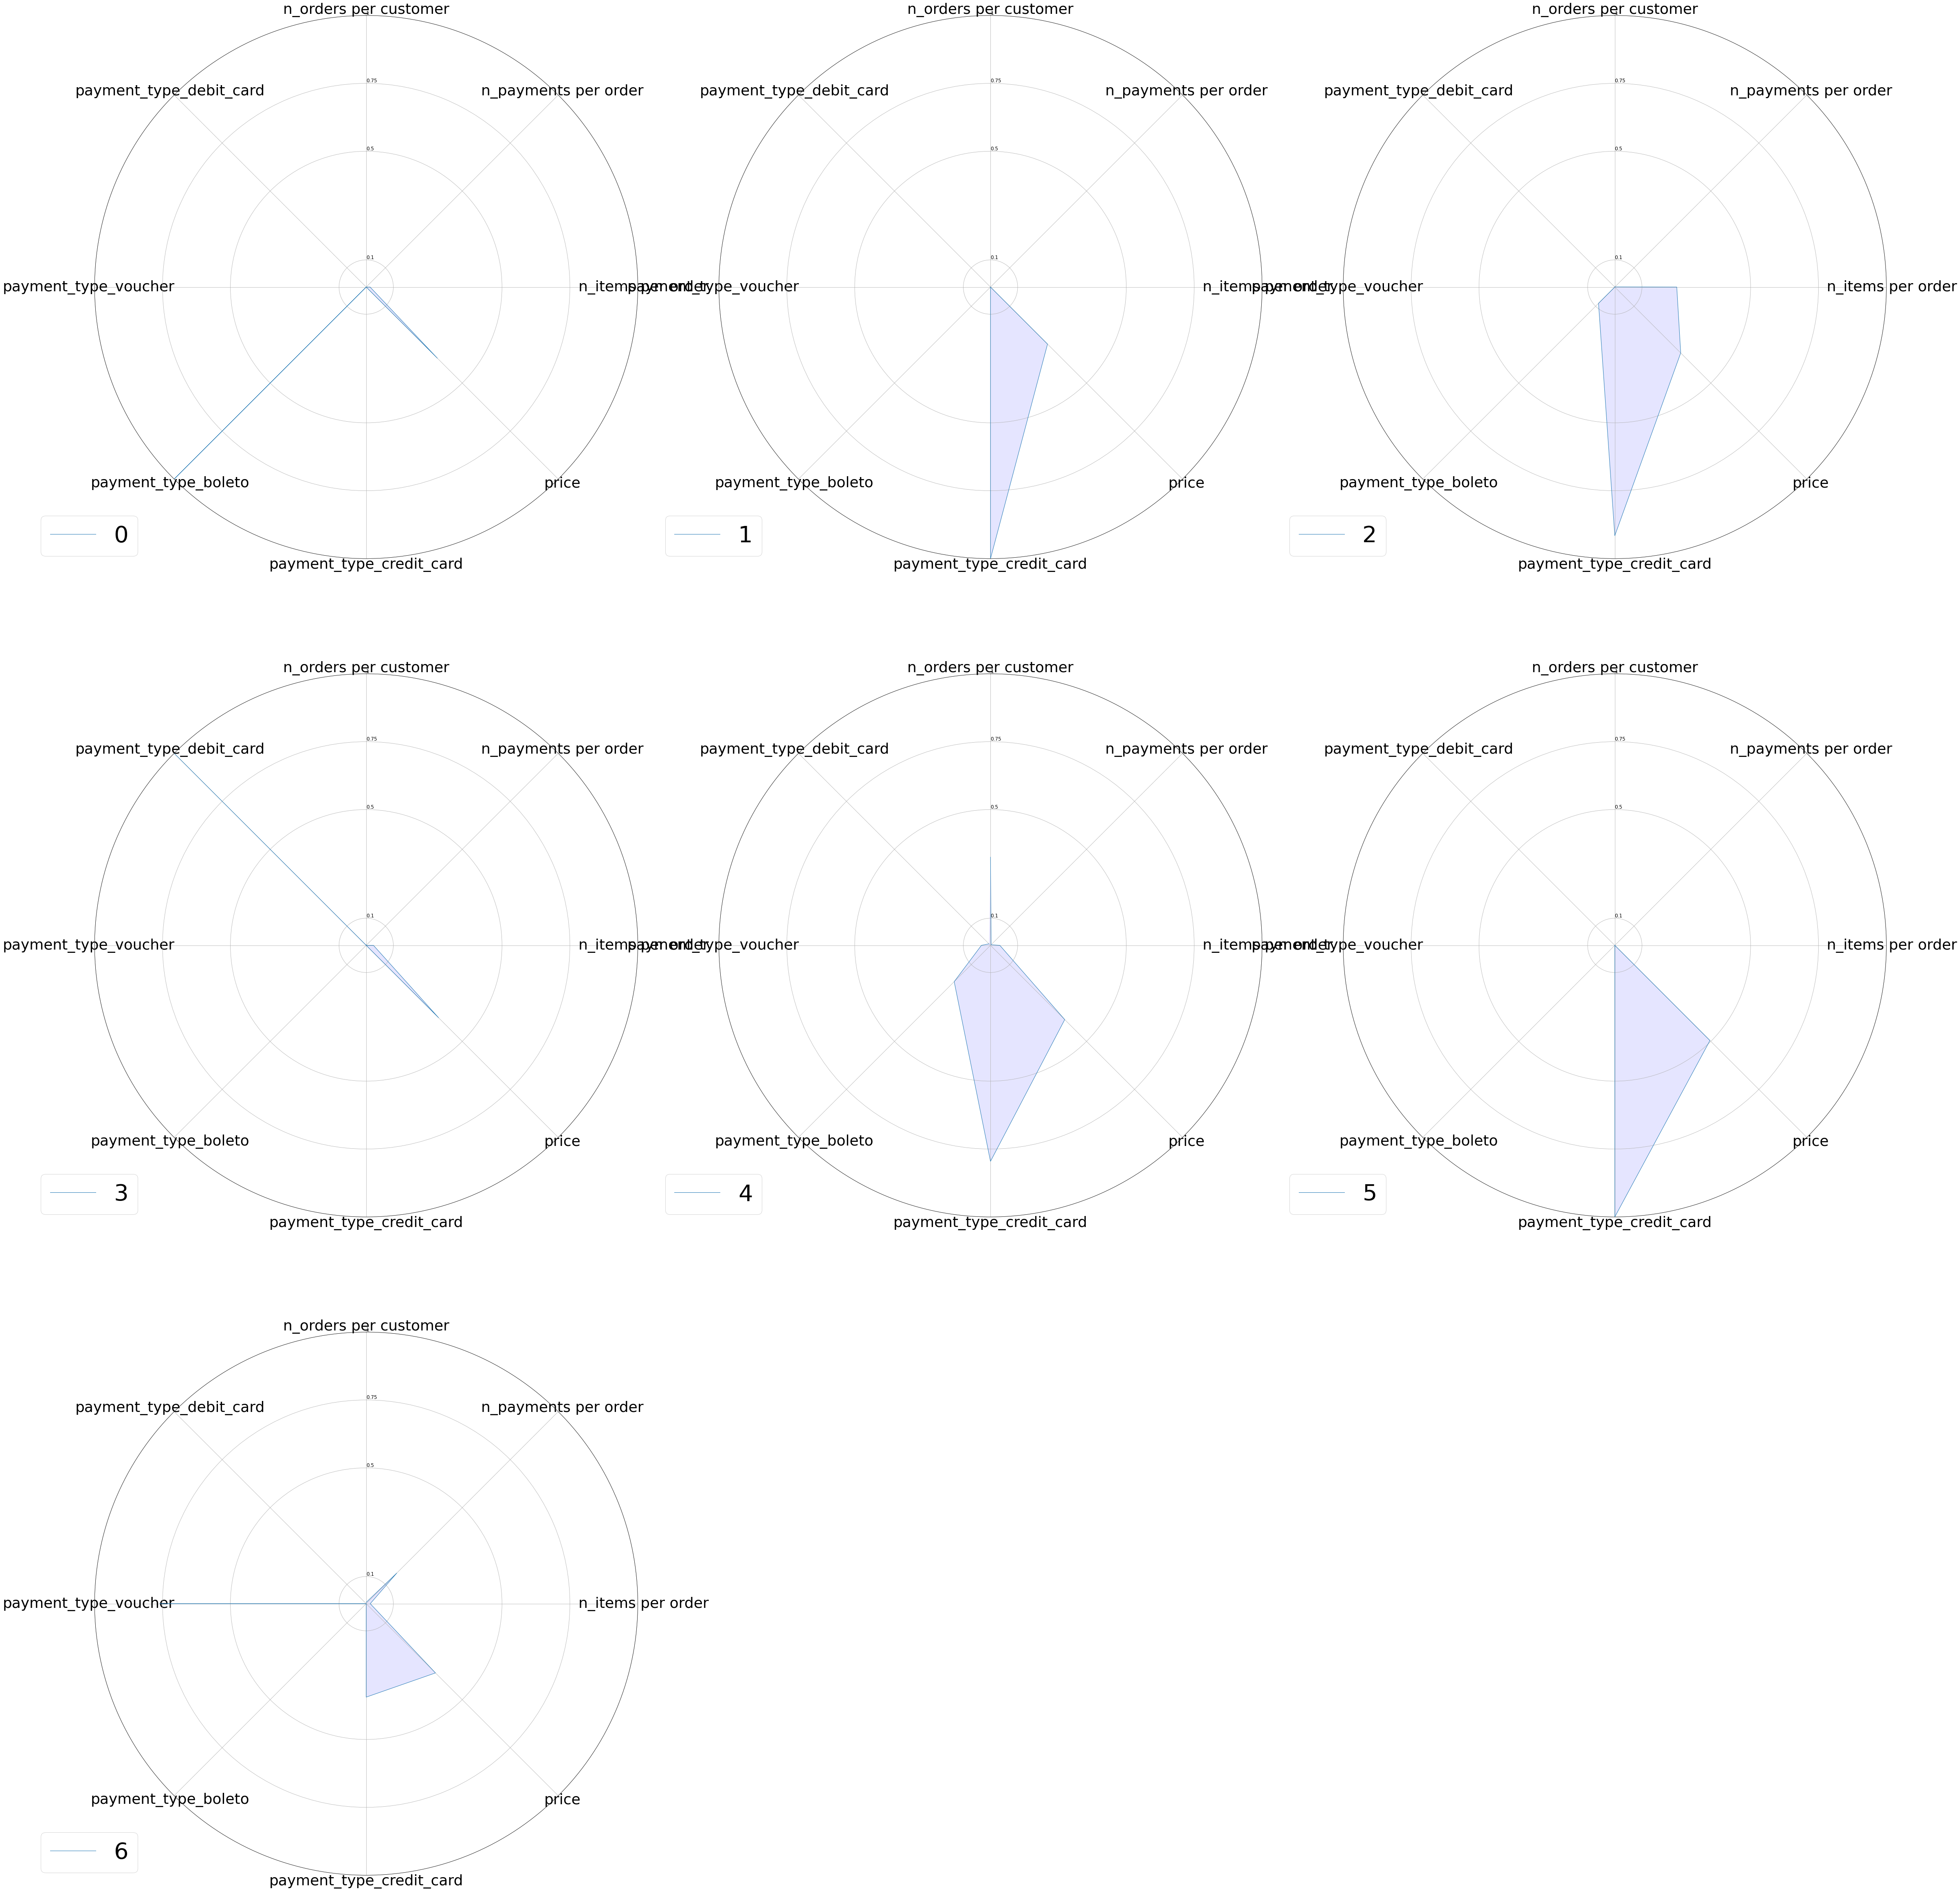 n_orders per customer
n_orders per customer
n_orders per customer
payment_type_debit_card
0.75
n_payments per order
payment_type_debit_card
0.75
n_payments per order
payment_type_debit_card
0.75
n_payments per order
0.5
0.5
0.5
0.1
0.1
0.1
payment_type_voucher
n_items per order
payment_type_voucher
n_items per order
payment_type_voucher
n_items per order
payment_type_boleto
price
payment_type_boleto
price
payment_type_boleto
price
0
1
2
payment_type_credit_card
payment_type_credit_card
payment_type_credit_card
n_orders per customer
n_orders per customer
n_orders per customer
payment_type_debit_card
0.75
n_payments per order
payment_type_debit_card
0.75
n_payments per order
payment_type_debit_card
0.75
n_payments per order
0.5
0.5
0.5
0.1
0.1
0.1
payment_type_voucher
n_items per order
payment_type_voucher
n_items per order
payment_type_voucher
n_items per order
payment_type_boleto
price
payment_type_boleto
price
payment_type_boleto
price
3
4
5
payment_type_credit_card
payment_type_credit_card
payment_type_credit_card
n_orders per customer
payment_type_debit_card
0.75
n_payments per order
0.5
0.1
payment_type_voucher
n_items per order
payment_type_boleto
price
6
payment_type_credit_card